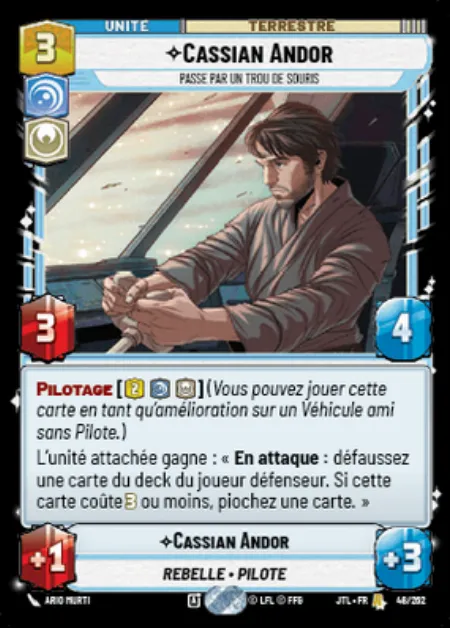 UNITÉ TERRESTRE
3
CASSIAN ANDOR
PASSE PAR UN TROU DE SOURIS
3 4
PILOTAGE [2] (Vous pouvez jouer cette
carte en tant qu'amélioration sur un Véhicule ami
sans Pilote.)
L'unité attachée gagne : « En attaque : défaussez
une carte du deck du joueur défenseur. Si cette
carte coûte 3 ou moins, piochez une carte. »
+1 CASSIAN ANDOR +3
REBELLE • PILOTE
ARIO MURTI A © LFL © FFG JTL • FR 46/262